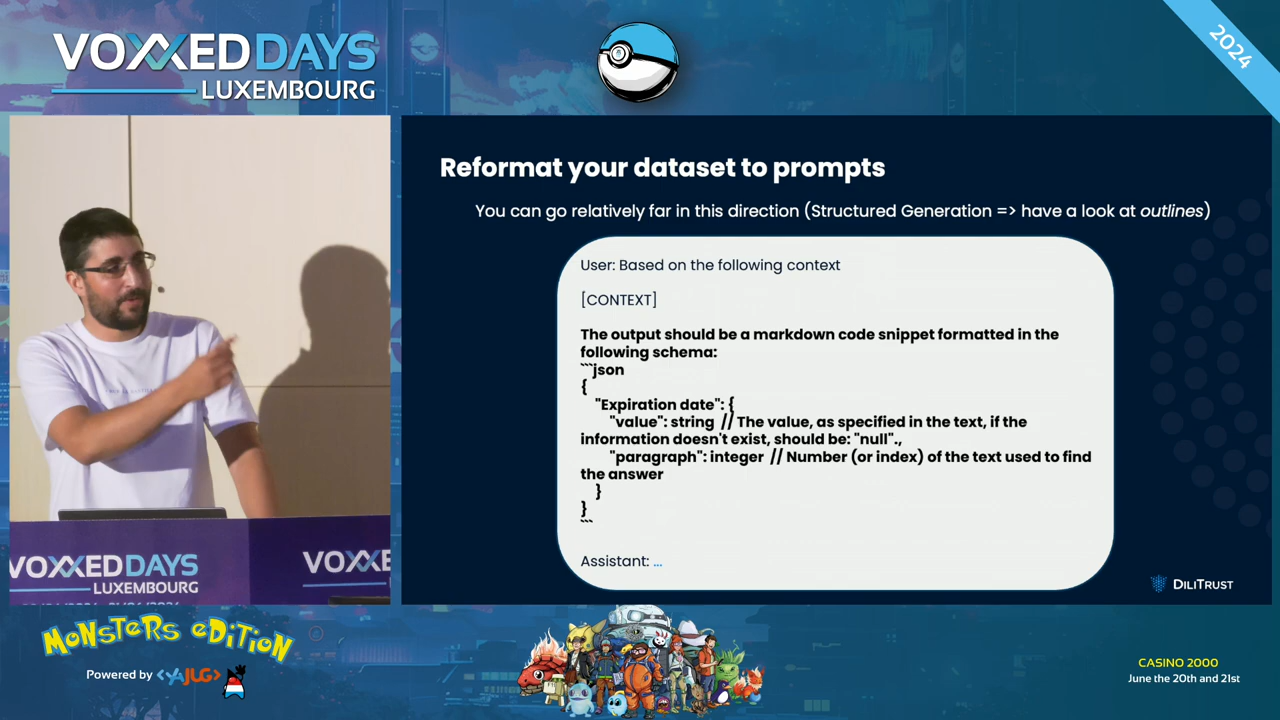 VOXXED DAYS
LUXEMBOURG
2024
Reformat your dataset to prompts
You can go relatively far in this direction (Structured Generation => have a look at outlines)
User: Based on the following context
[CONTEXT]
The output should be a markdown code snippet formatted in the
following schema:
```json
{
"Expiration date": {
"value": string // The value, as specified in the text, if the
information doesn't exist, should be: "null".,
"paragraph": integer // Number (or index) of the text used to find
the answer
}
}
```
Assistant: ...
DILITRUST
VOXXED DAYS
LUXEMBOURG
VOXXE
MONSTERS EDITION
Powered by <YAJUG>
CASINO 2000
June the 20th and 21st